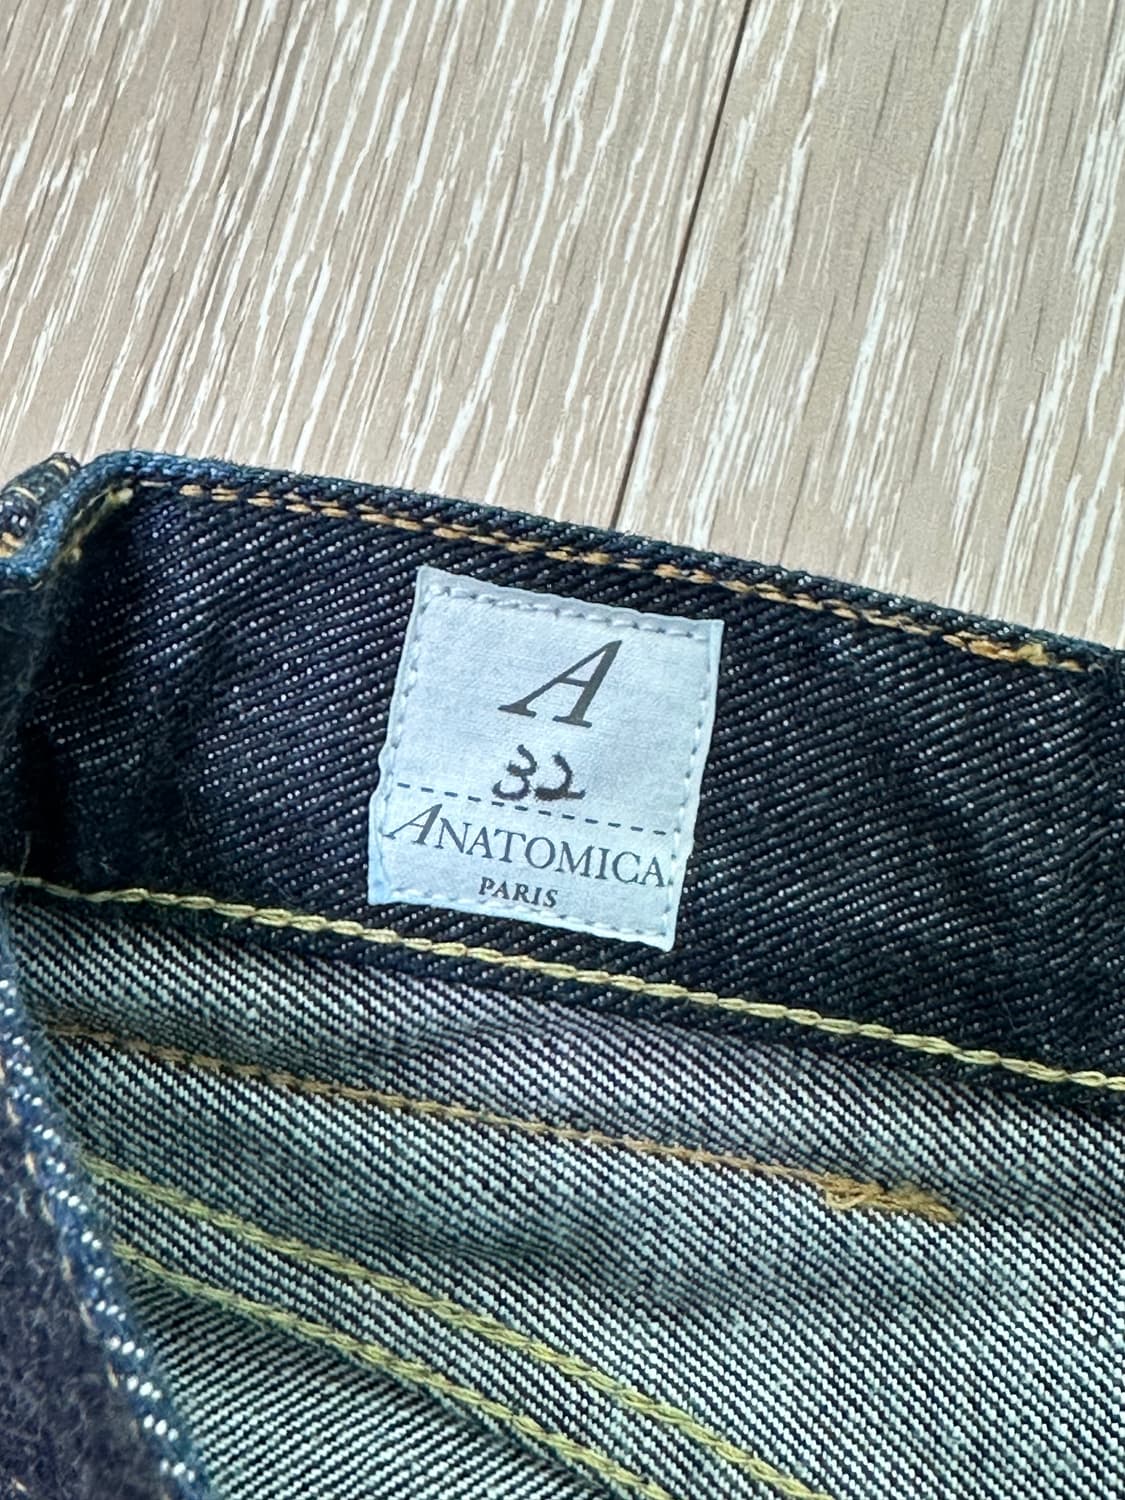 A
32
ANATOMICA
PARIS